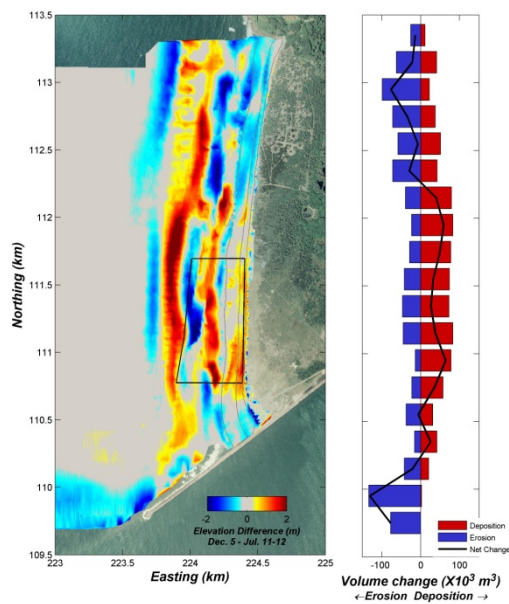 113.5
113
112.5
112
111.5
111
110.5
110
109.5
Northing (km)
223
223.5
224
224.5
225
Easting (km)
-2 0 2
Elevation Difference (m)
Dec. 5 - Jul. 11-12
Deposition
Erosion
Net Change
-100 0 100
Volume change (X10³ m³)
←Erosion Deposition →